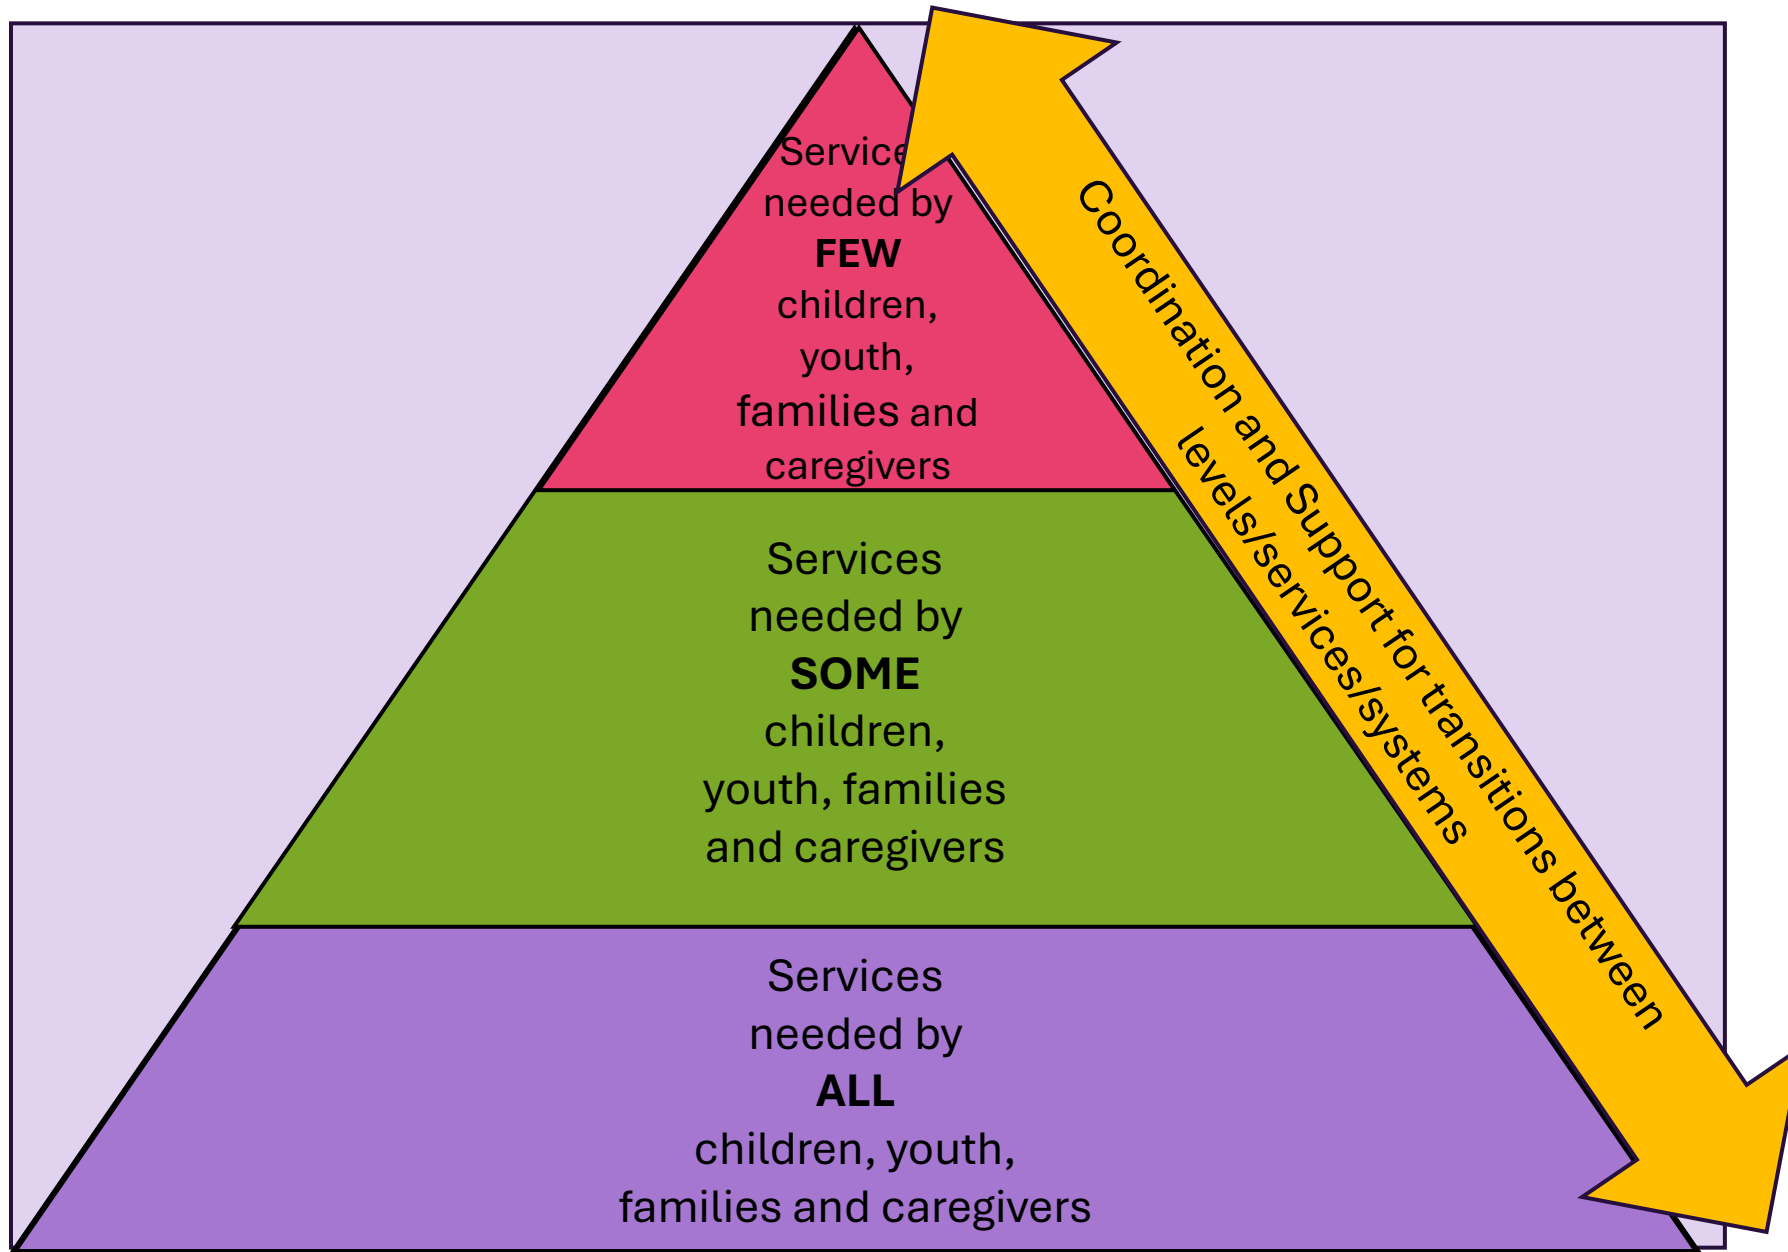 Service
needed by
FEW
children,
youth,
families and
caregivers
Services
needed by
SOME
children,
youth, families
and caregivers
Services
needed by
ALL
children, youth,
families and caregivers
Coordination and Support for transitions between
levels/services/systems